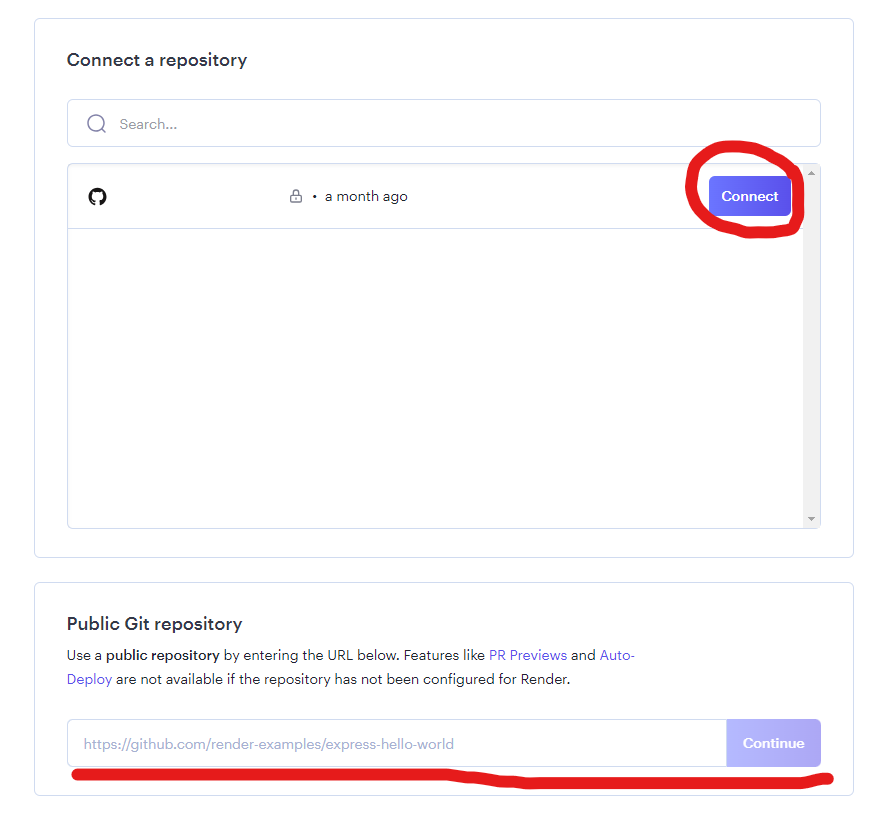 Connect a repository
Search...
• a month ago
Connect
Public Git repository
Use a public repository by entering the URL below. Features like PR Previews and Auto-
Deploy are not available if the repository has not been configured for Render.
https://github.com/render-examples/express-hello-world
Continue